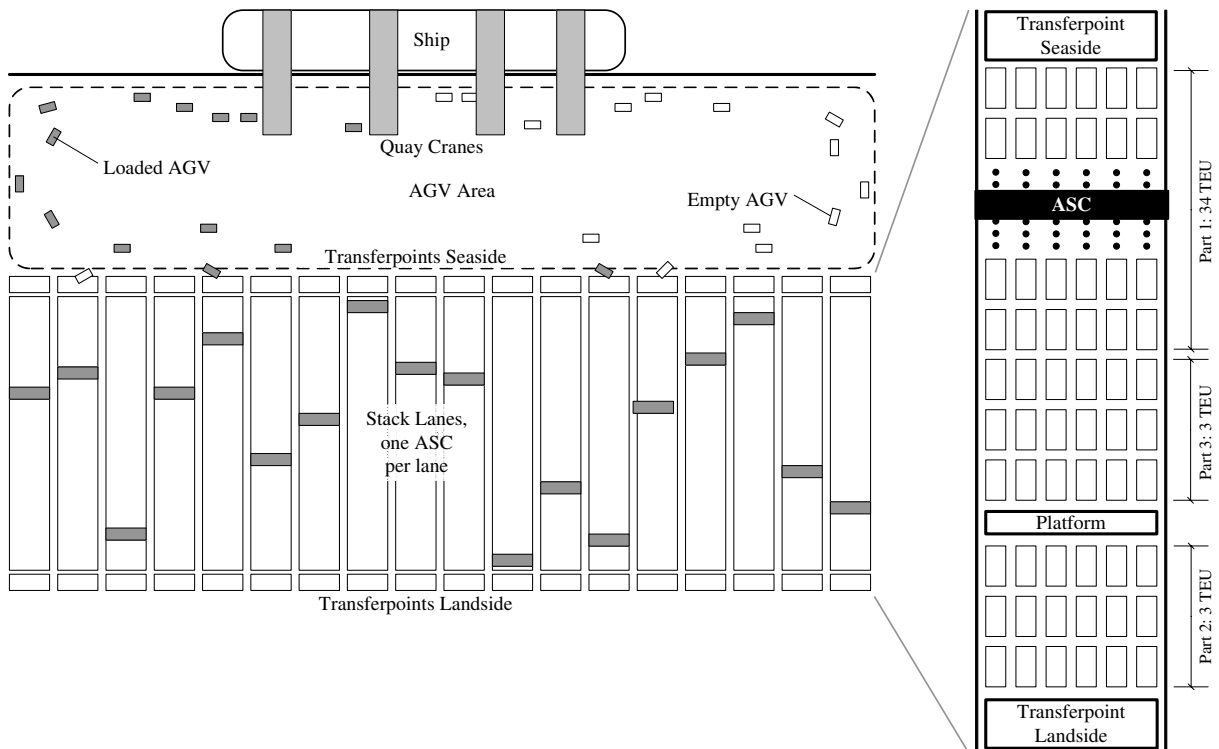 Ship
Quay Cranes
Loaded AGV
AGV Area
Empty AGV
Transferpoints Seaside
Stack Lanes,
one ASC
per lane
Transferpoints Landside
Transferpoint
Seaside
ASC
Part 1: 34 TEU
Part 3: 3 TEU
Platform
Part 2: 3 TEU
Transferpoint
Landside